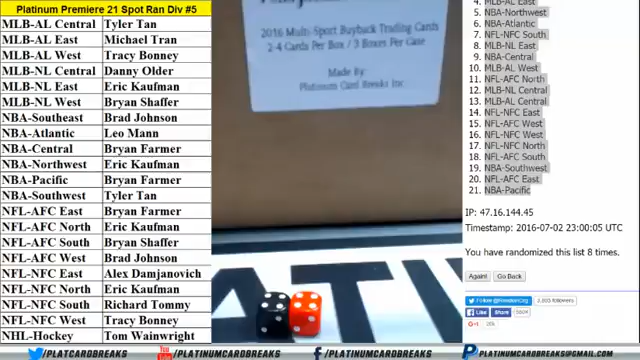 Platinum Premiere 21 Spot Ran Div #5
MLB-AL Central Tyler Tan
MLB-AL East Michael Tran
MLB-AL West Tracy Bonney
MLB-NL Central Danny Older
MLB-NL East Eric Kaufman
MLB-NL West Bryan Shaffer
NBA-Southeast Brad Johnson
NBA-Atlantic Leo Mann
NBA-Central Bryan Farmer
NBA-Northwest Eric Kaufman
NBA-Pacific Bryan Farmer
NBA-Southwest Tyler Tan
NFL-AFC East Bryan Farmer
NFL-AFC North Eric Kaufman
NFL-AFC South Bryan Shaffer
NFL-AFC West Brad Johnson
NFL-NFC East Alex Damjanovich
NFL-NFC North Eric Kaufman
NFL-NFC South Richard Tommy
NFL-NFC West Tracy Bonney
NHL-Hockey Tom Wainwright
2016 Multi Sport Buyback Trading Cards
2-4 Cards Per Box / 3 Boxes Per Case
Made by:
Platinum Card Breaks Inc
ATI
4. MLB-AL East
5. NBA-Northwest
6. NBA-Atlantic
7. NFL-NFC South
8. MLB-NL East
9. NBA-Central
10. MLB-AL West
11. NFL-AFC North
12. MLB-NL Central
13. MLB-AL Central
14. NFL-NFC East
15. NFL-AFC West
16. NFL-NFC West
17. NFL-NFC North
18. NFL-AFC South
19. NBA-Southwest
20. NFL-AFC East
21. NBA-Pacific
IP: 47.16.144.45
Timestamp: 2016-07-02 23:00:05 UTC
You have randomized this list 8 times.
Again! Go Back
followers
Like Share
/PLATCARDBREAKS
/PLATINUMCARDBREAKS
/PLATINUMCARDBREAKS
PLATINUMCARDBREAKS@GMAIL.COM